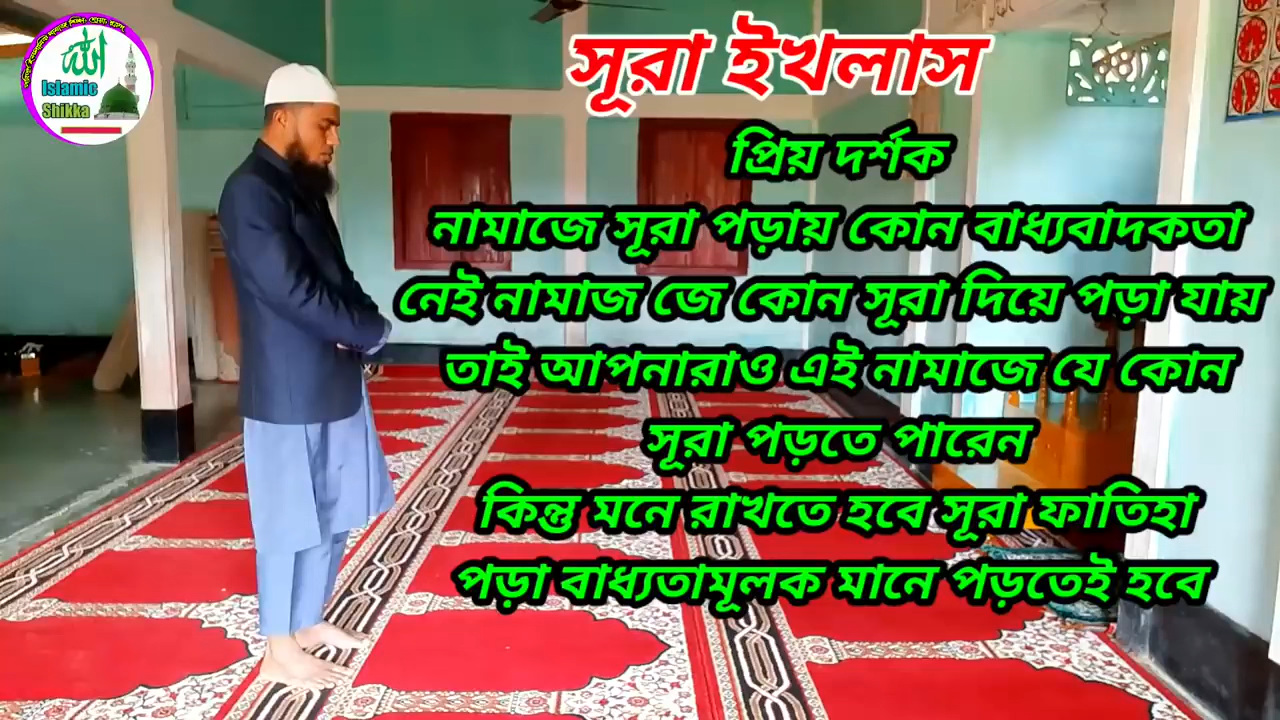 الله
Islamic
Shikka
সূরা ইখলাস
প্রিয় দর্শক
নামাজে সূরা পড়ায় কোন বাধ্যবাদকতা
নেই নামাজ জে কোন সূরা দিয়ে পড়া যায়
তাই আপনারাও এই নামাজে যে কোন
সূরা পড়তে পারেন
কিন্তু মনে রাখতে হবে সূরা ফাতিহা
পড়া বাধ্যতামূলক মানে পড়তেই হবে